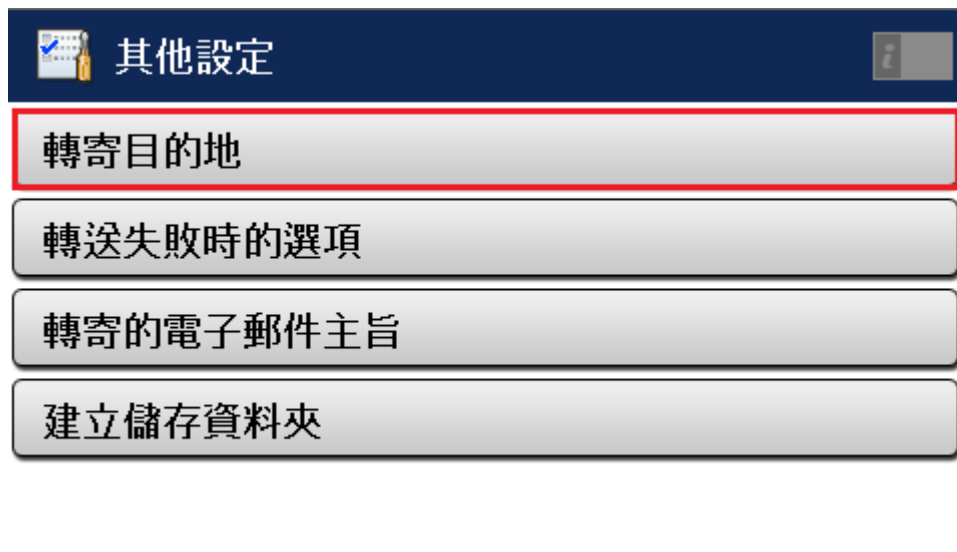 其他設定
i
轉寄目的地
轉送失敗時的選項
轉寄的電子郵件主旨
建立儲存資料夾